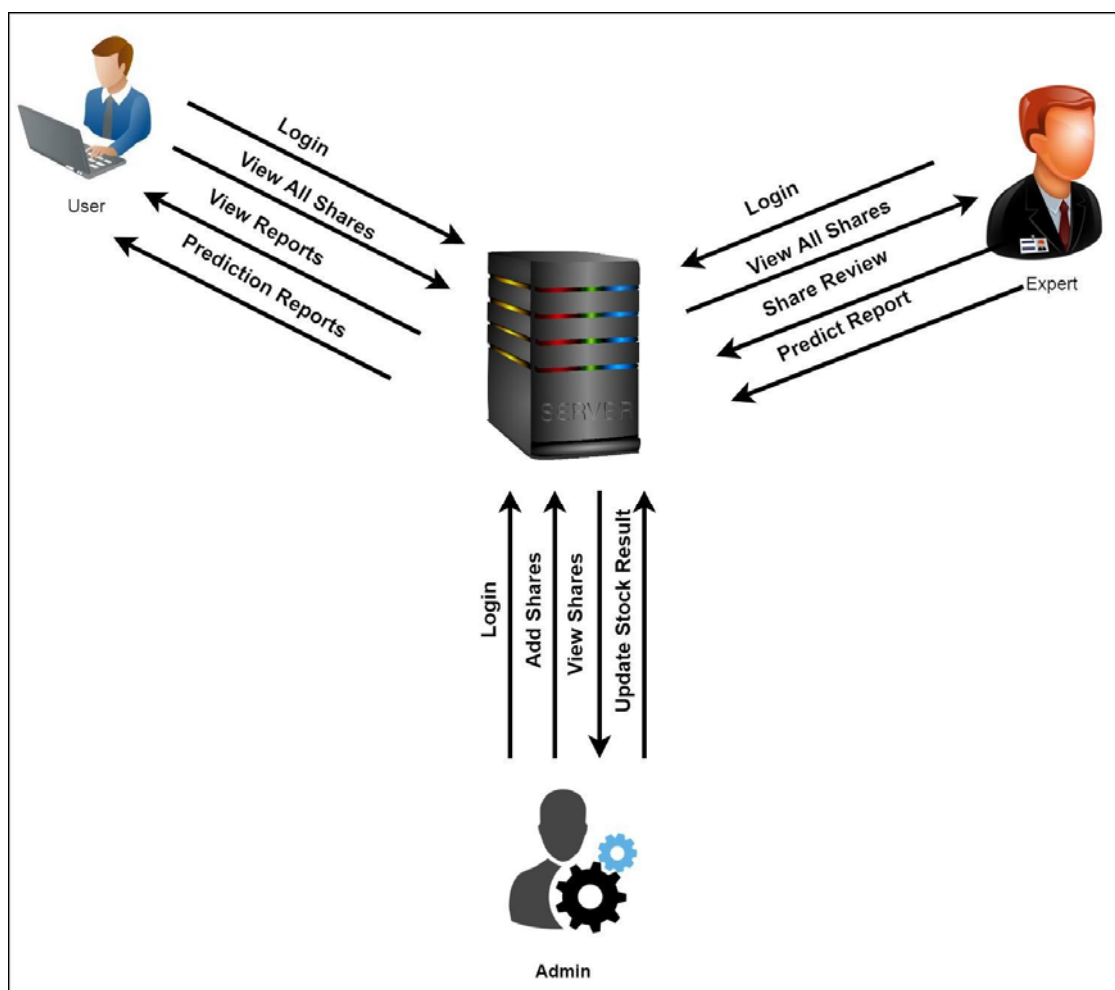 User
Login
View All Shares
View Reports
Prediction Reports
Login
View All Shares
Share Review
Predict Report
Expert
SERVER
Login
Add Shares
View Shares
Update Stock Result
Admin